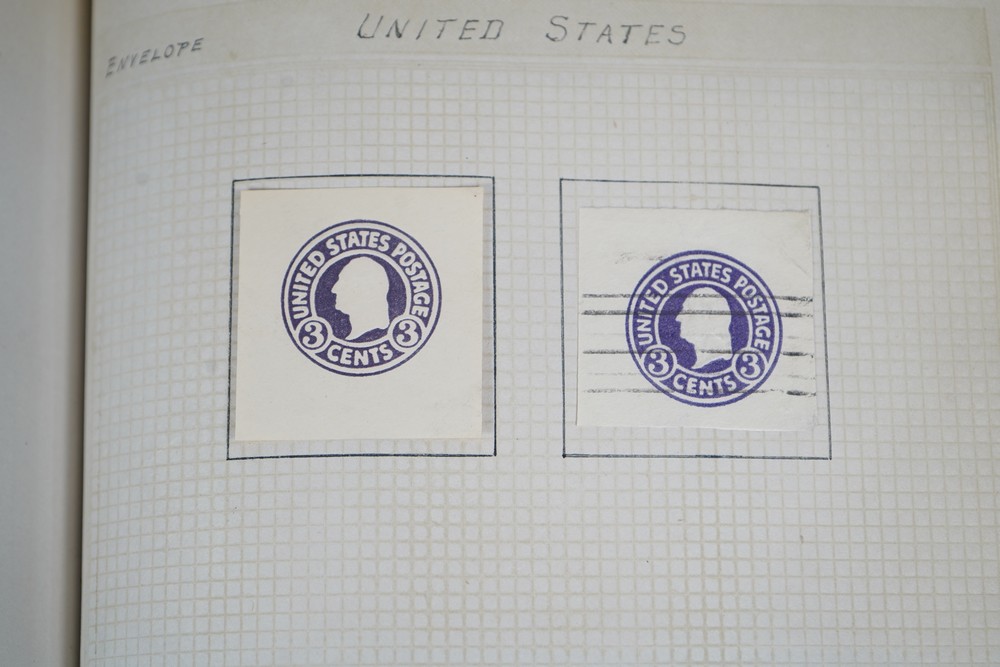 UNITED STATES
ENVELOPE
UNITED STATES POSTAGE
3 CENTS 3
UNITED STATES POSTAGE
3 CENTS 3